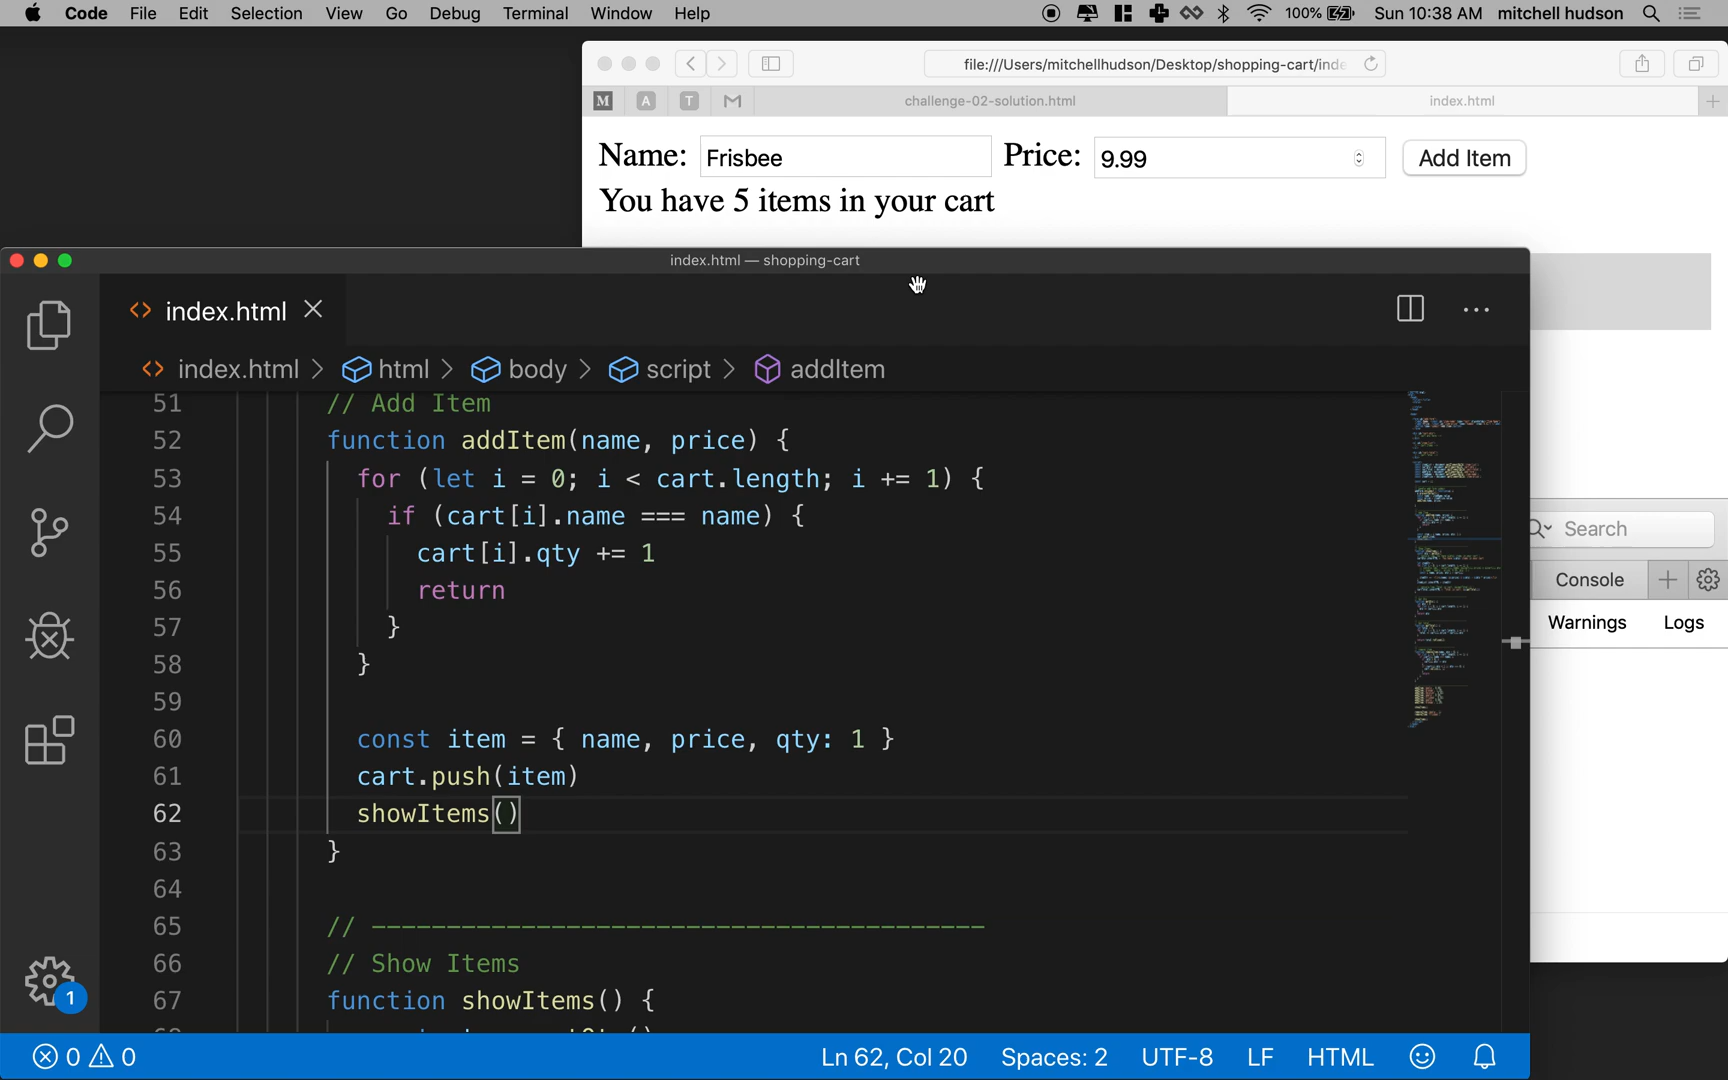 Code File Edit Selection View Go Debug Terminal Window Help 100% Sun 10:38 AM mitchell hudson
file:///Users/mitchellhudson/Desktop/shopping-cart/inde
M A T challenge-02-solution.html index.html
Name: Frisbee Price: 9.99 Add Item
You have 5 items in your cart
index.html — shopping-cart
index.html
index.html > html > body > script > addItem
51 // Add Item
52 function addItem(name, price) {
53 for (let i = 0; i < cart.length; i += 1) {
54 if (cart[i].name === name) {
55 cart[i].qty += 1
56 return
57 }
58 }
59
60 const item = { name, price, qty: 1 }
61 cart.push(item)
62 showItems()
63 }
64
65 // -----------------------------------------
66 // Show Items
67 function showItems() {
Search
Console
Warnings Logs
1
0 0 Ln 62, Col 20 Spaces: 2 UTF-8 LF HTML